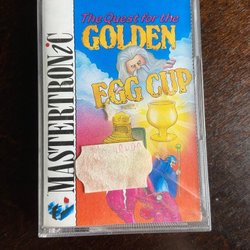 The Quest for the
GOLDEN
EGG CUP
MASTERTRONIC